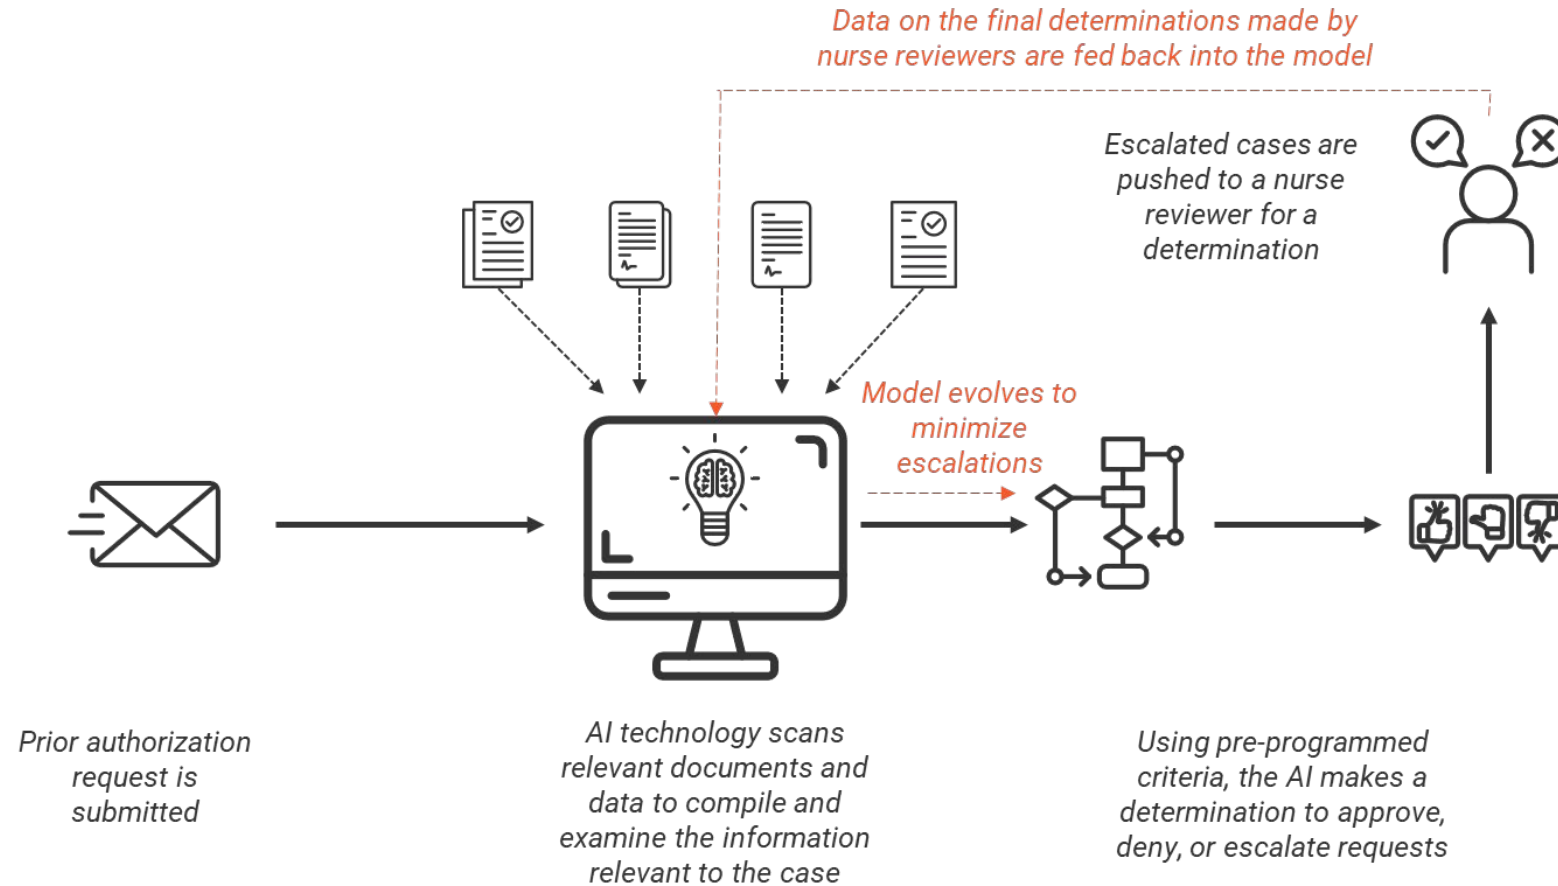 Data on the final determinations made by
nurse reviewers are fed back into the model
Escalated cases are
pushed to a nurse
reviewer for a
determination
Model evolves to
minimize
escalations
Prior authorization
request is
submitted
AI technology scans
relevant documents and
data to compile and
examine the information
relevant to the case
Using pre-programmed
criteria, the AI makes a
determination to approve,
deny, or escalate requests